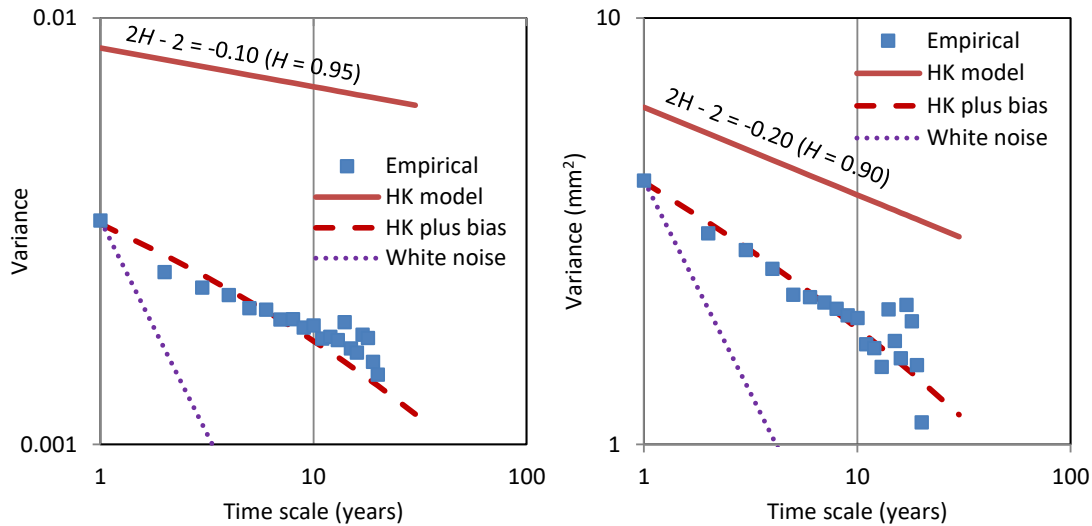 0.01
2H - 2 = -0.10 (H = 0.95)
Empirical
HK model
HK plus bias
White noise
Variance
0.001
1
10
100
Time scale (years)
10
Empirical
HK model
HK plus bias
White noise
2H - 2 = -0.20 (H = 0.90)
Variance (mm²)
1
1
10
100
Time scale (years)